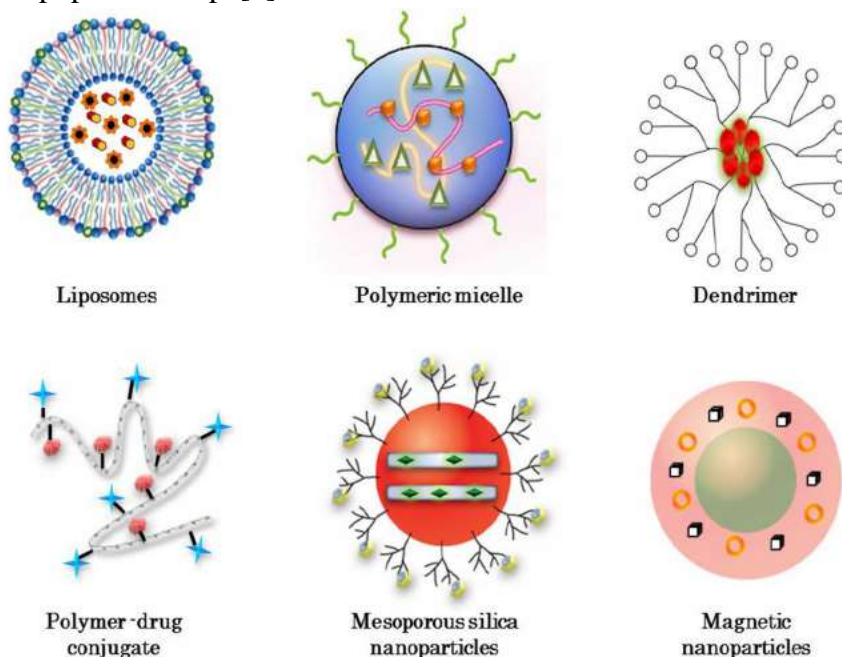 Liposomes
Polymeric micelle
Dendrimer
Polymer-drug
conjugate
Mesoporous silica
nanoparticles
Magnetic
nanoparticles